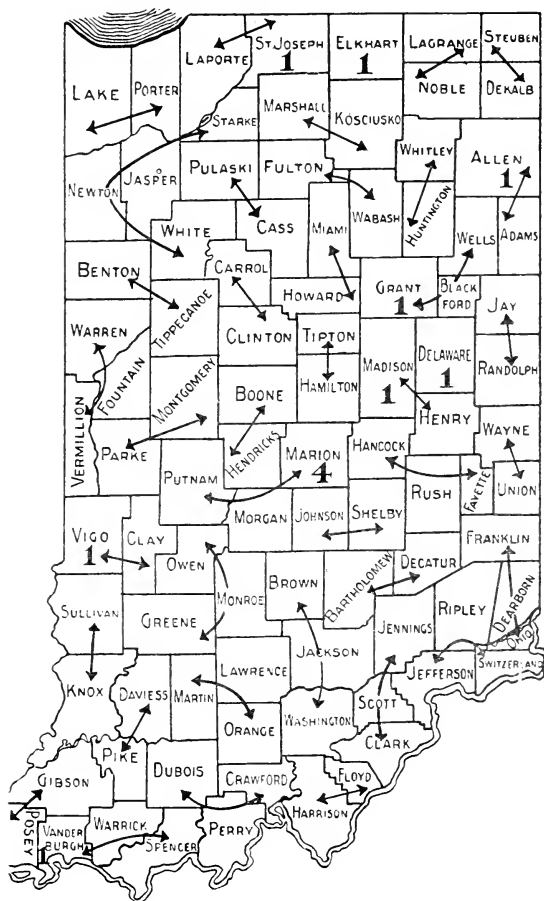 LAPORTE
ST JOSEPH
1
ELKHART
1
LAGRANGE
STEUBEN
LAKE
PORTER
NOBLE
DEKALB
STARKE
MARSHALL
KOSCIUSKO
WHITLEY
ALLEN
1
NEWTON
JASPER
PULASKI
FULTON
WABASH
HUNTINGTON
WHITE
CASS
MIAMI
WELLS
ADAMS
BENTON
CARROL
HOWARD
GRANT
1
BLACK
FORD
JAY
TIPPECANOE
WARREN
FOUNTAIN
CLINTON
TIPTON
HAMILTON
MADISON
1
DELAWARE
1
RANDOLPH
VERMILLION
MONTGOMERY
BOONE
HENRY
WAYNE
PARKE
PUTNAM
HENDRICKS
MARION
4
HANCOCK
RUSH
FAYETTE
UNION
MORGAN
JOHNSON
SHELBY
VIGO
1
CLAY
OWEN
FRANKLIN
SULLIVAN
GREENE
MONROE
BROWN
BARTHOLOMEW
DECATUR
RIPLEY
DEARBORN
OHIO
JENNINGS
JACKSON
LAWRENCE
JEFFERSON
SWITZERLAND
KNOX
DAVIESS
MARTIN
ORANGE
WASHINGTON
SCOTT
CLARK
PIKE
GIBSON
DUBOIS
CRAWFORD
FLOYD
HARRISON
POSEY
VANDER
BURGH
1
WARRICK
SPENCER
PERRY